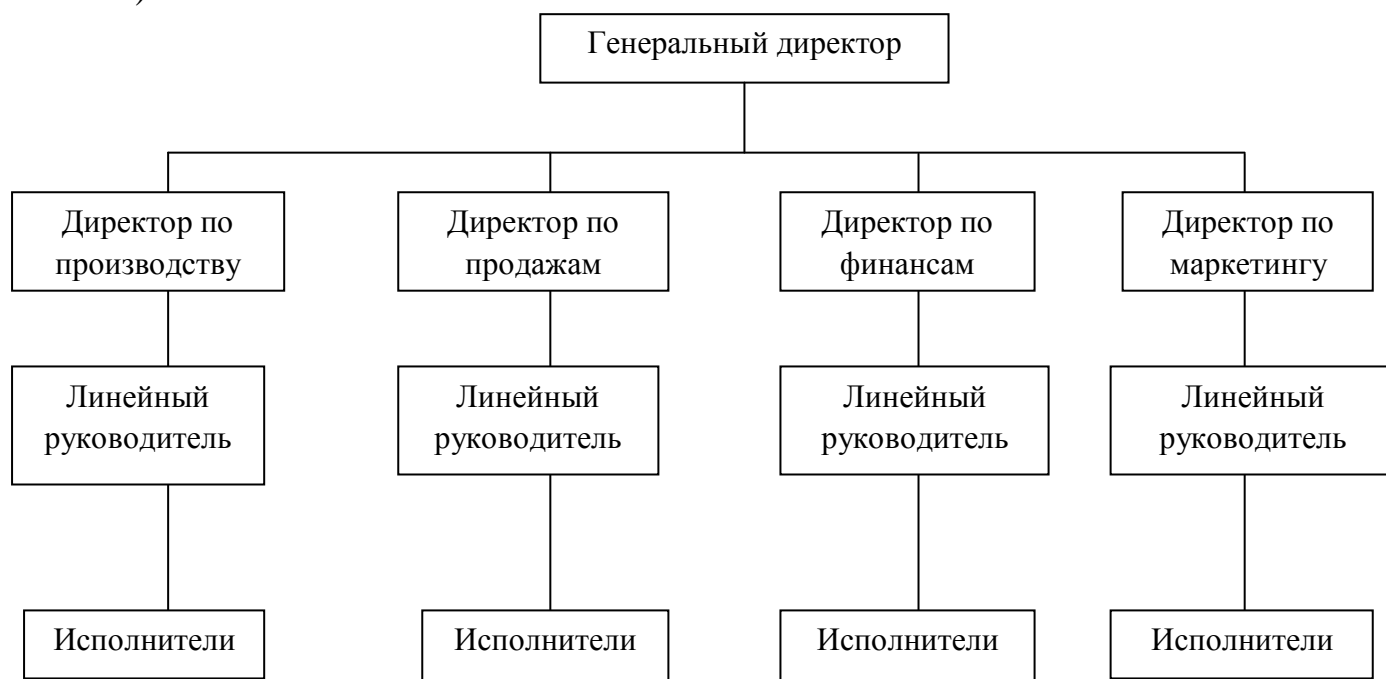 )
Генеральный директор
Директор по
производству
Директор по
продажам
Директор по
финансам
Директор по
маркетингу
Линейный
руководитель
Линейный
руководитель
Линейный
руководитель
Линейный
руководитель
Исполнители
Исполнители
Исполнители
Исполнители